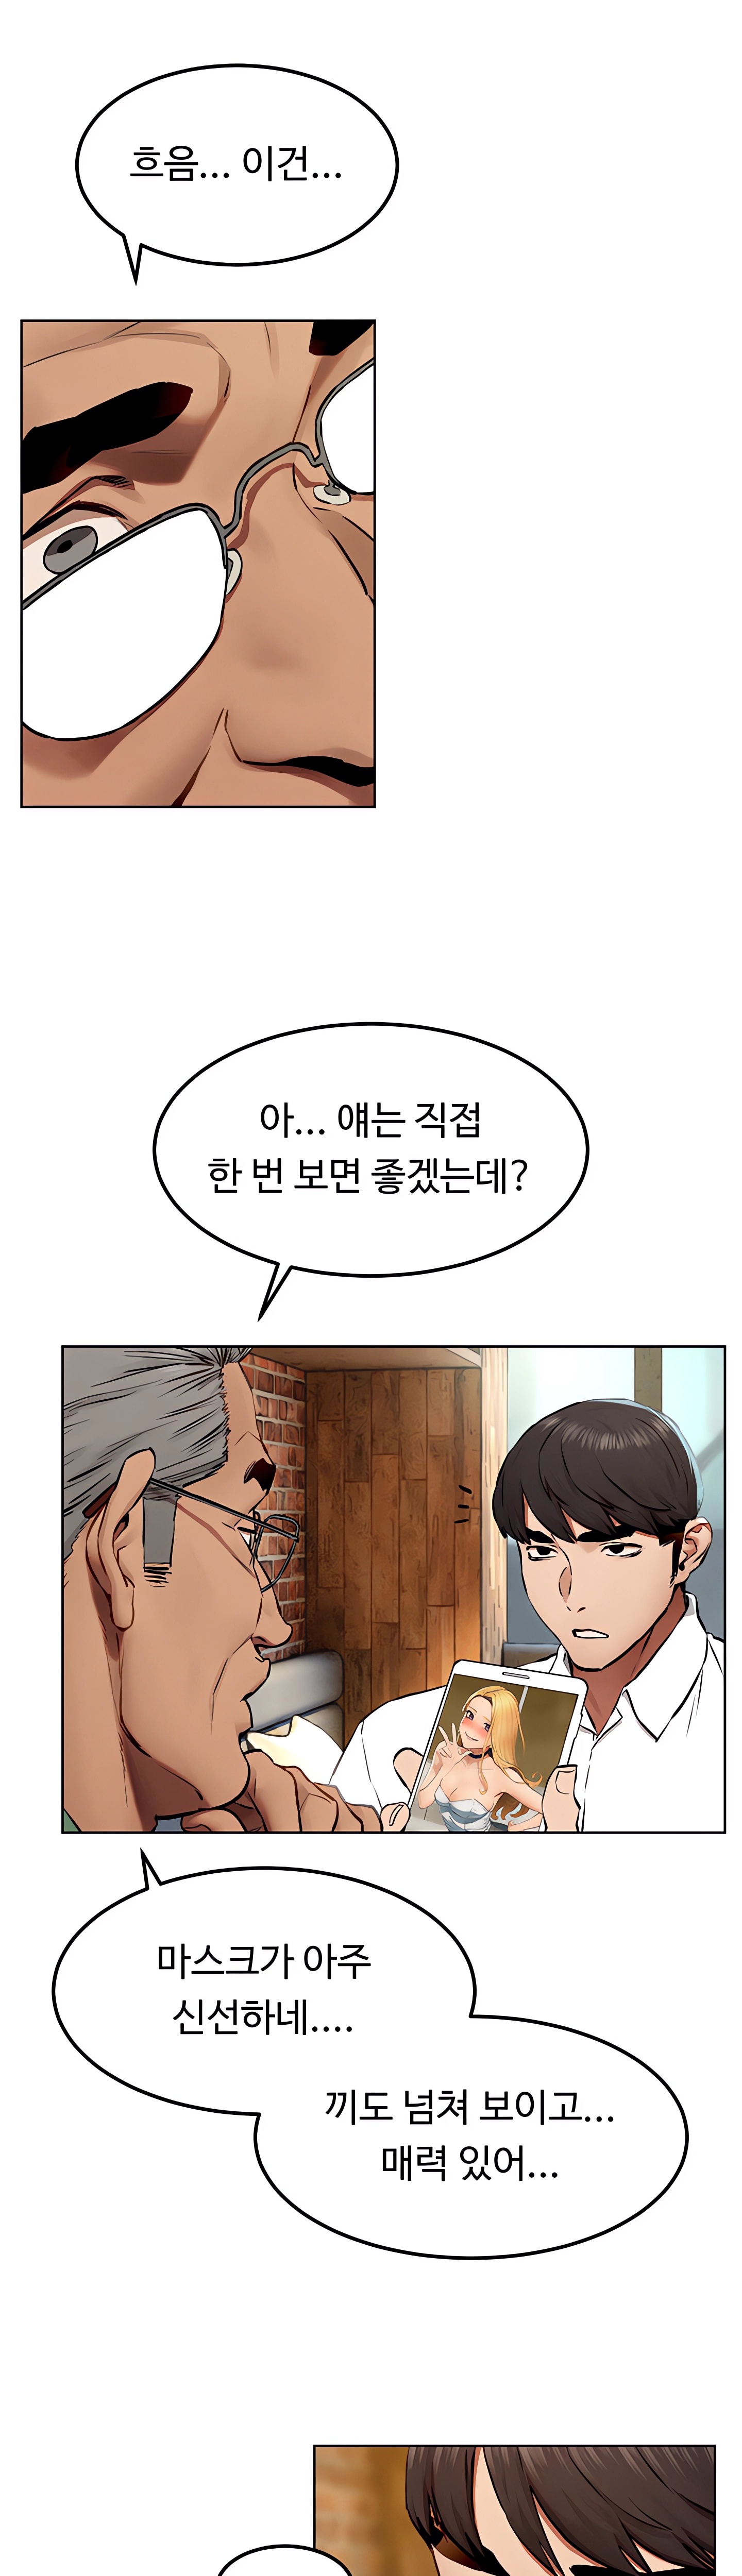 흐음... 이건...
아... 얘는 직접
한 번 보면 좋겠는데?
마스크가 아주
신선하네....
끼도 넘쳐 보이고...
매력 있어...